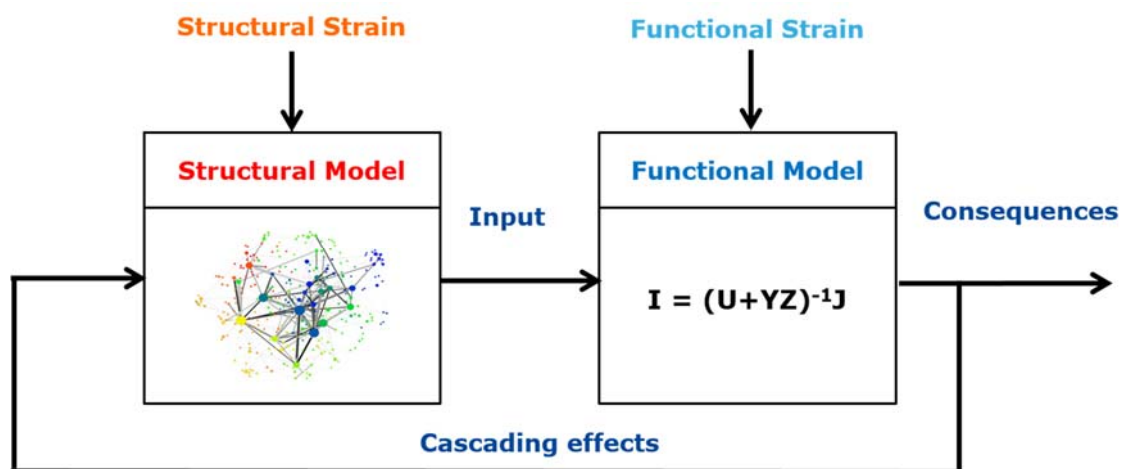 Structural Strain
Functional Strain
Structural Model
Functional Model
Input
Consequences
I = (U+YZ)⁻¹J
Cascading effects